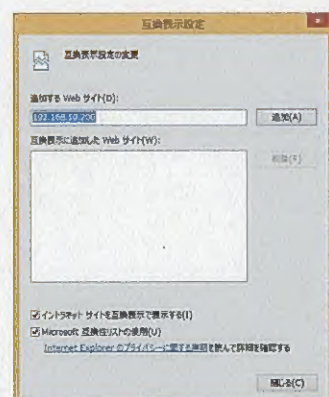 互換表示設定
互換表示設定の変更
追加する Web サイト(D):
192.168.10.200
追加(A)
互換表示に追加した Web サイト(W):
削除(R)
イントラネット サイトを互換表示で表示する(I)
Microsoft 互換性リストの使用(U)
Internet Explorer のプライバシーに関する声明を読んで詳細を確認する
閉じる(C)